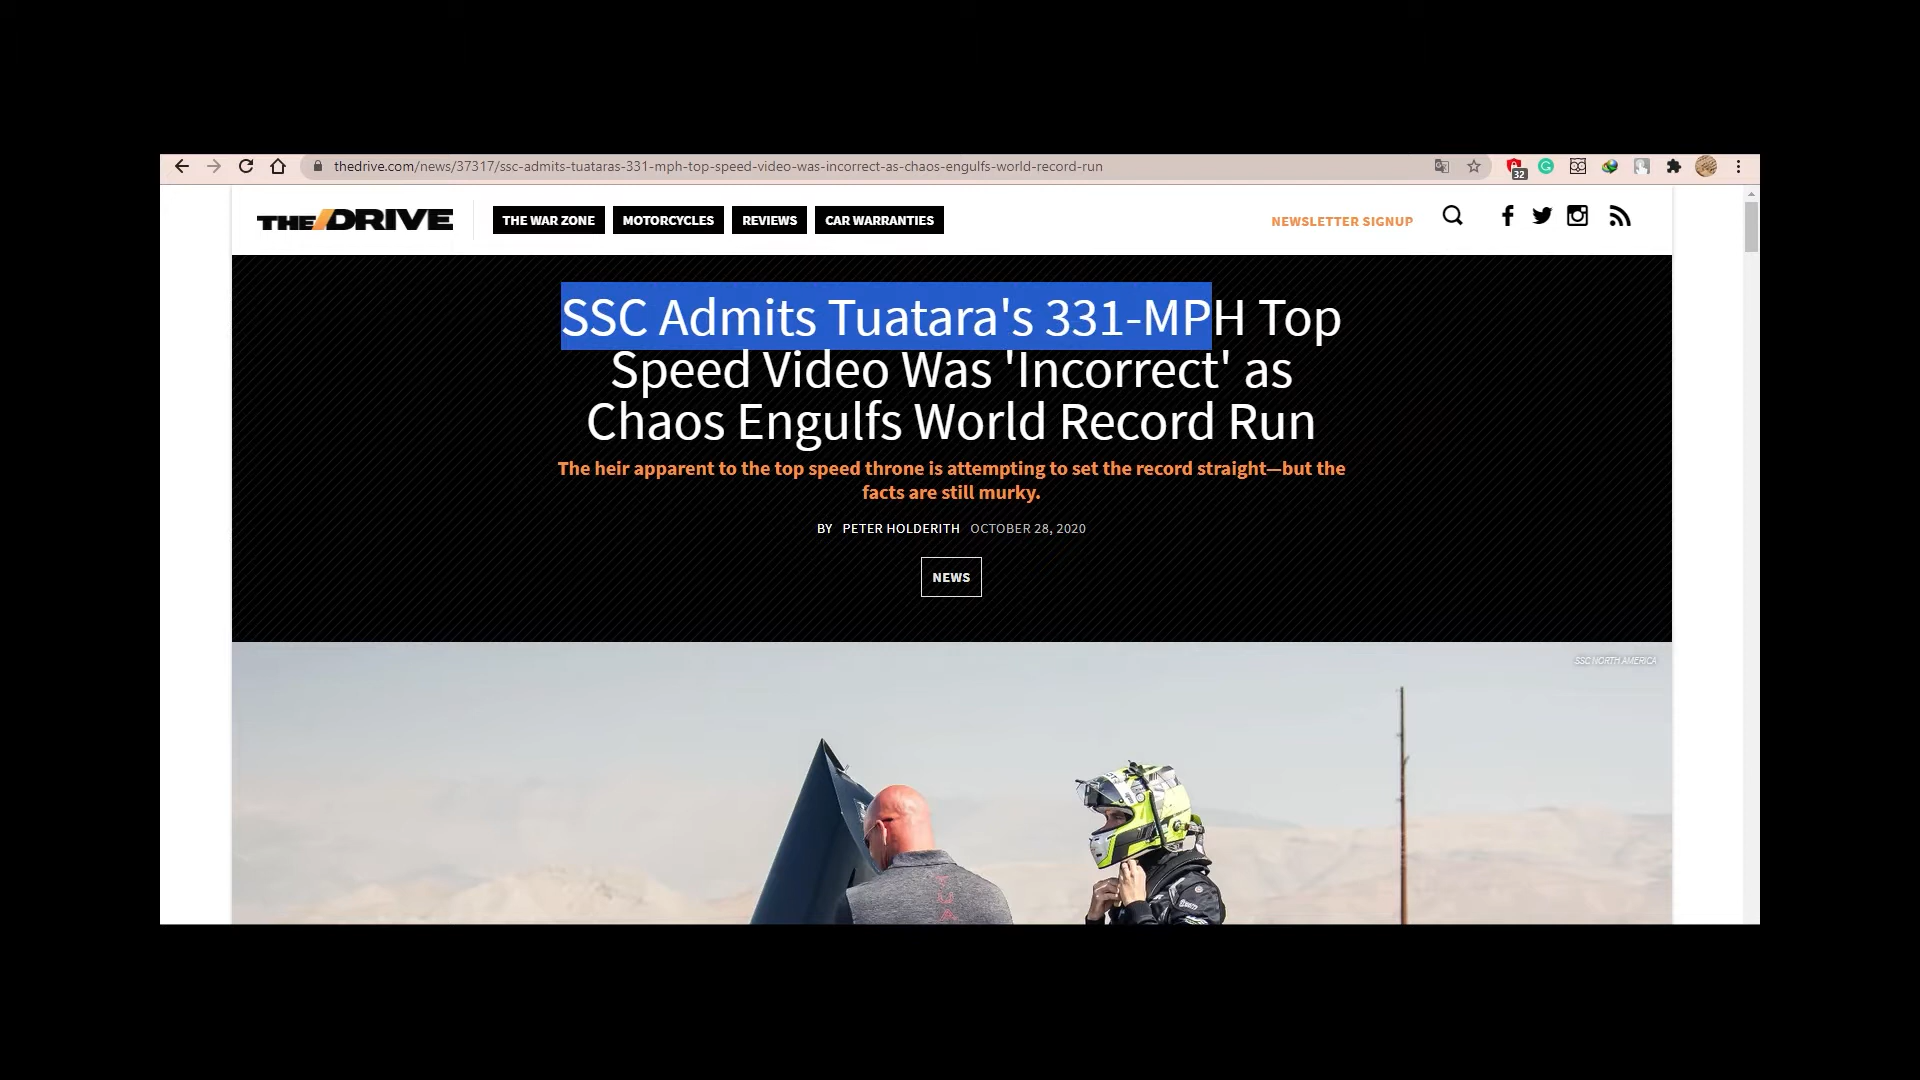 thedrive.com/news/37317/ssc-admits-tuataras-331-mph-top-speed-video-was-incorrect-as-chaos-engulfs-world-record-run
32
THE DRIVE
THE WAR ZONE
MOTORCYCLES
REVIEWS
CAR WARRANTIES
NEWSLETTER SIGNUP
SSC Admits Tuatara's 331-MPH Top
Speed Video Was 'Incorrect' as
Chaos Engulfs World Record Run
The heir apparent to the top speed throne is attempting to set the record straight—but the
facts are still murky.
BY PETER HOLDERITH OCTOBER 28, 2020
NEWS
SSC NORTH AMERICA